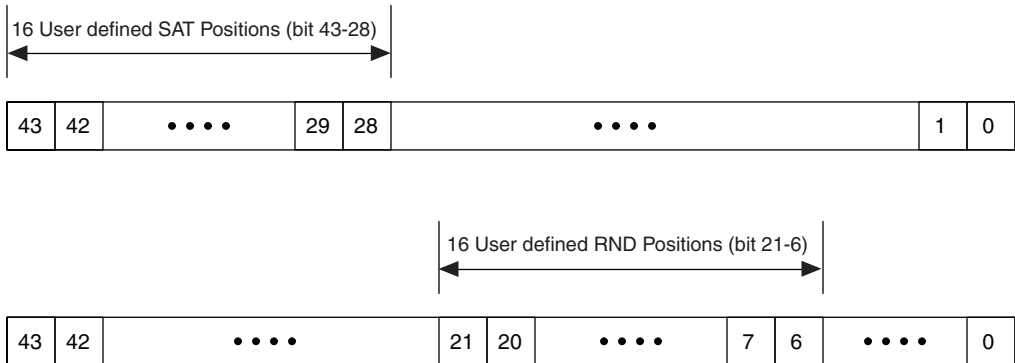 16 User defined SAT Positions (bit 43-28)
43 42 •••• 29 28 •••• 1 0
16 User defined RND Positions (bit 21-6)
43 42 •••• 21 20 •••• 7 6 •••• 0